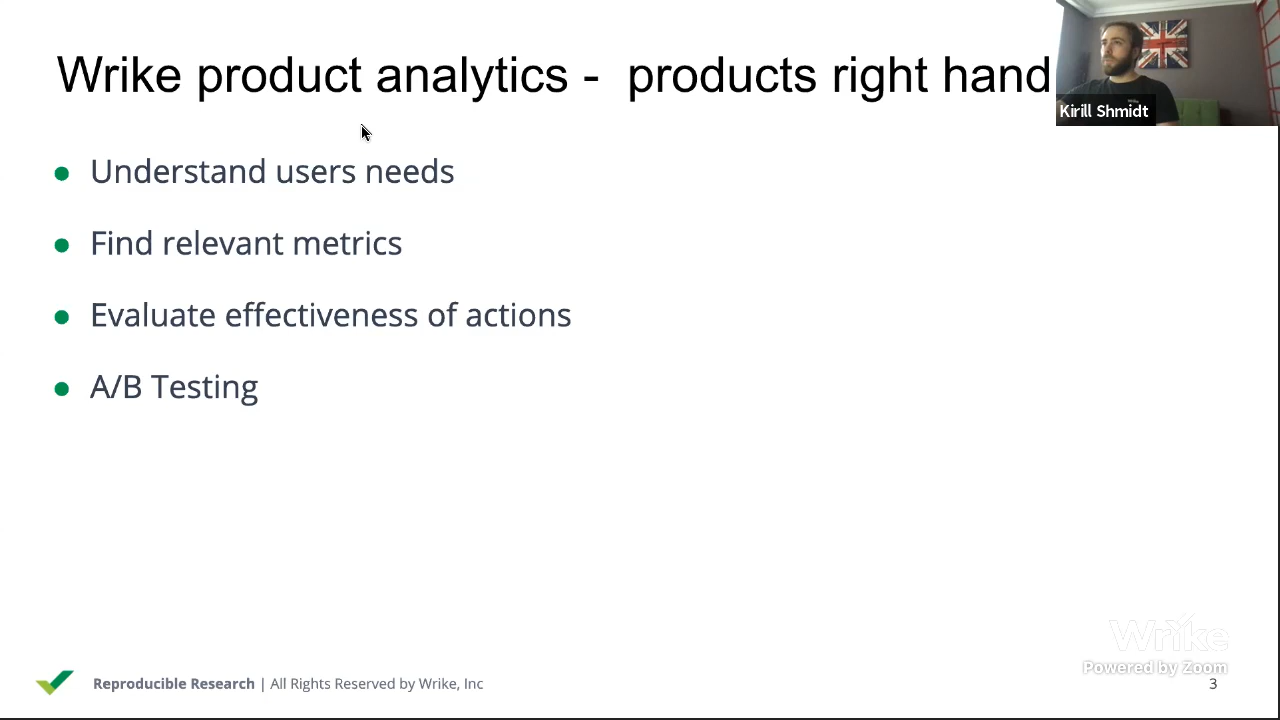 Wrike product analytics - products right hand
Kirill Shmidt
Understand users needs
Find relevant metrics
Evaluate effectiveness of actions
A/B Testing
Wrike
Powered by Zoom
Reproducible Research | All Rights Reserved by Wrike, Inc
3